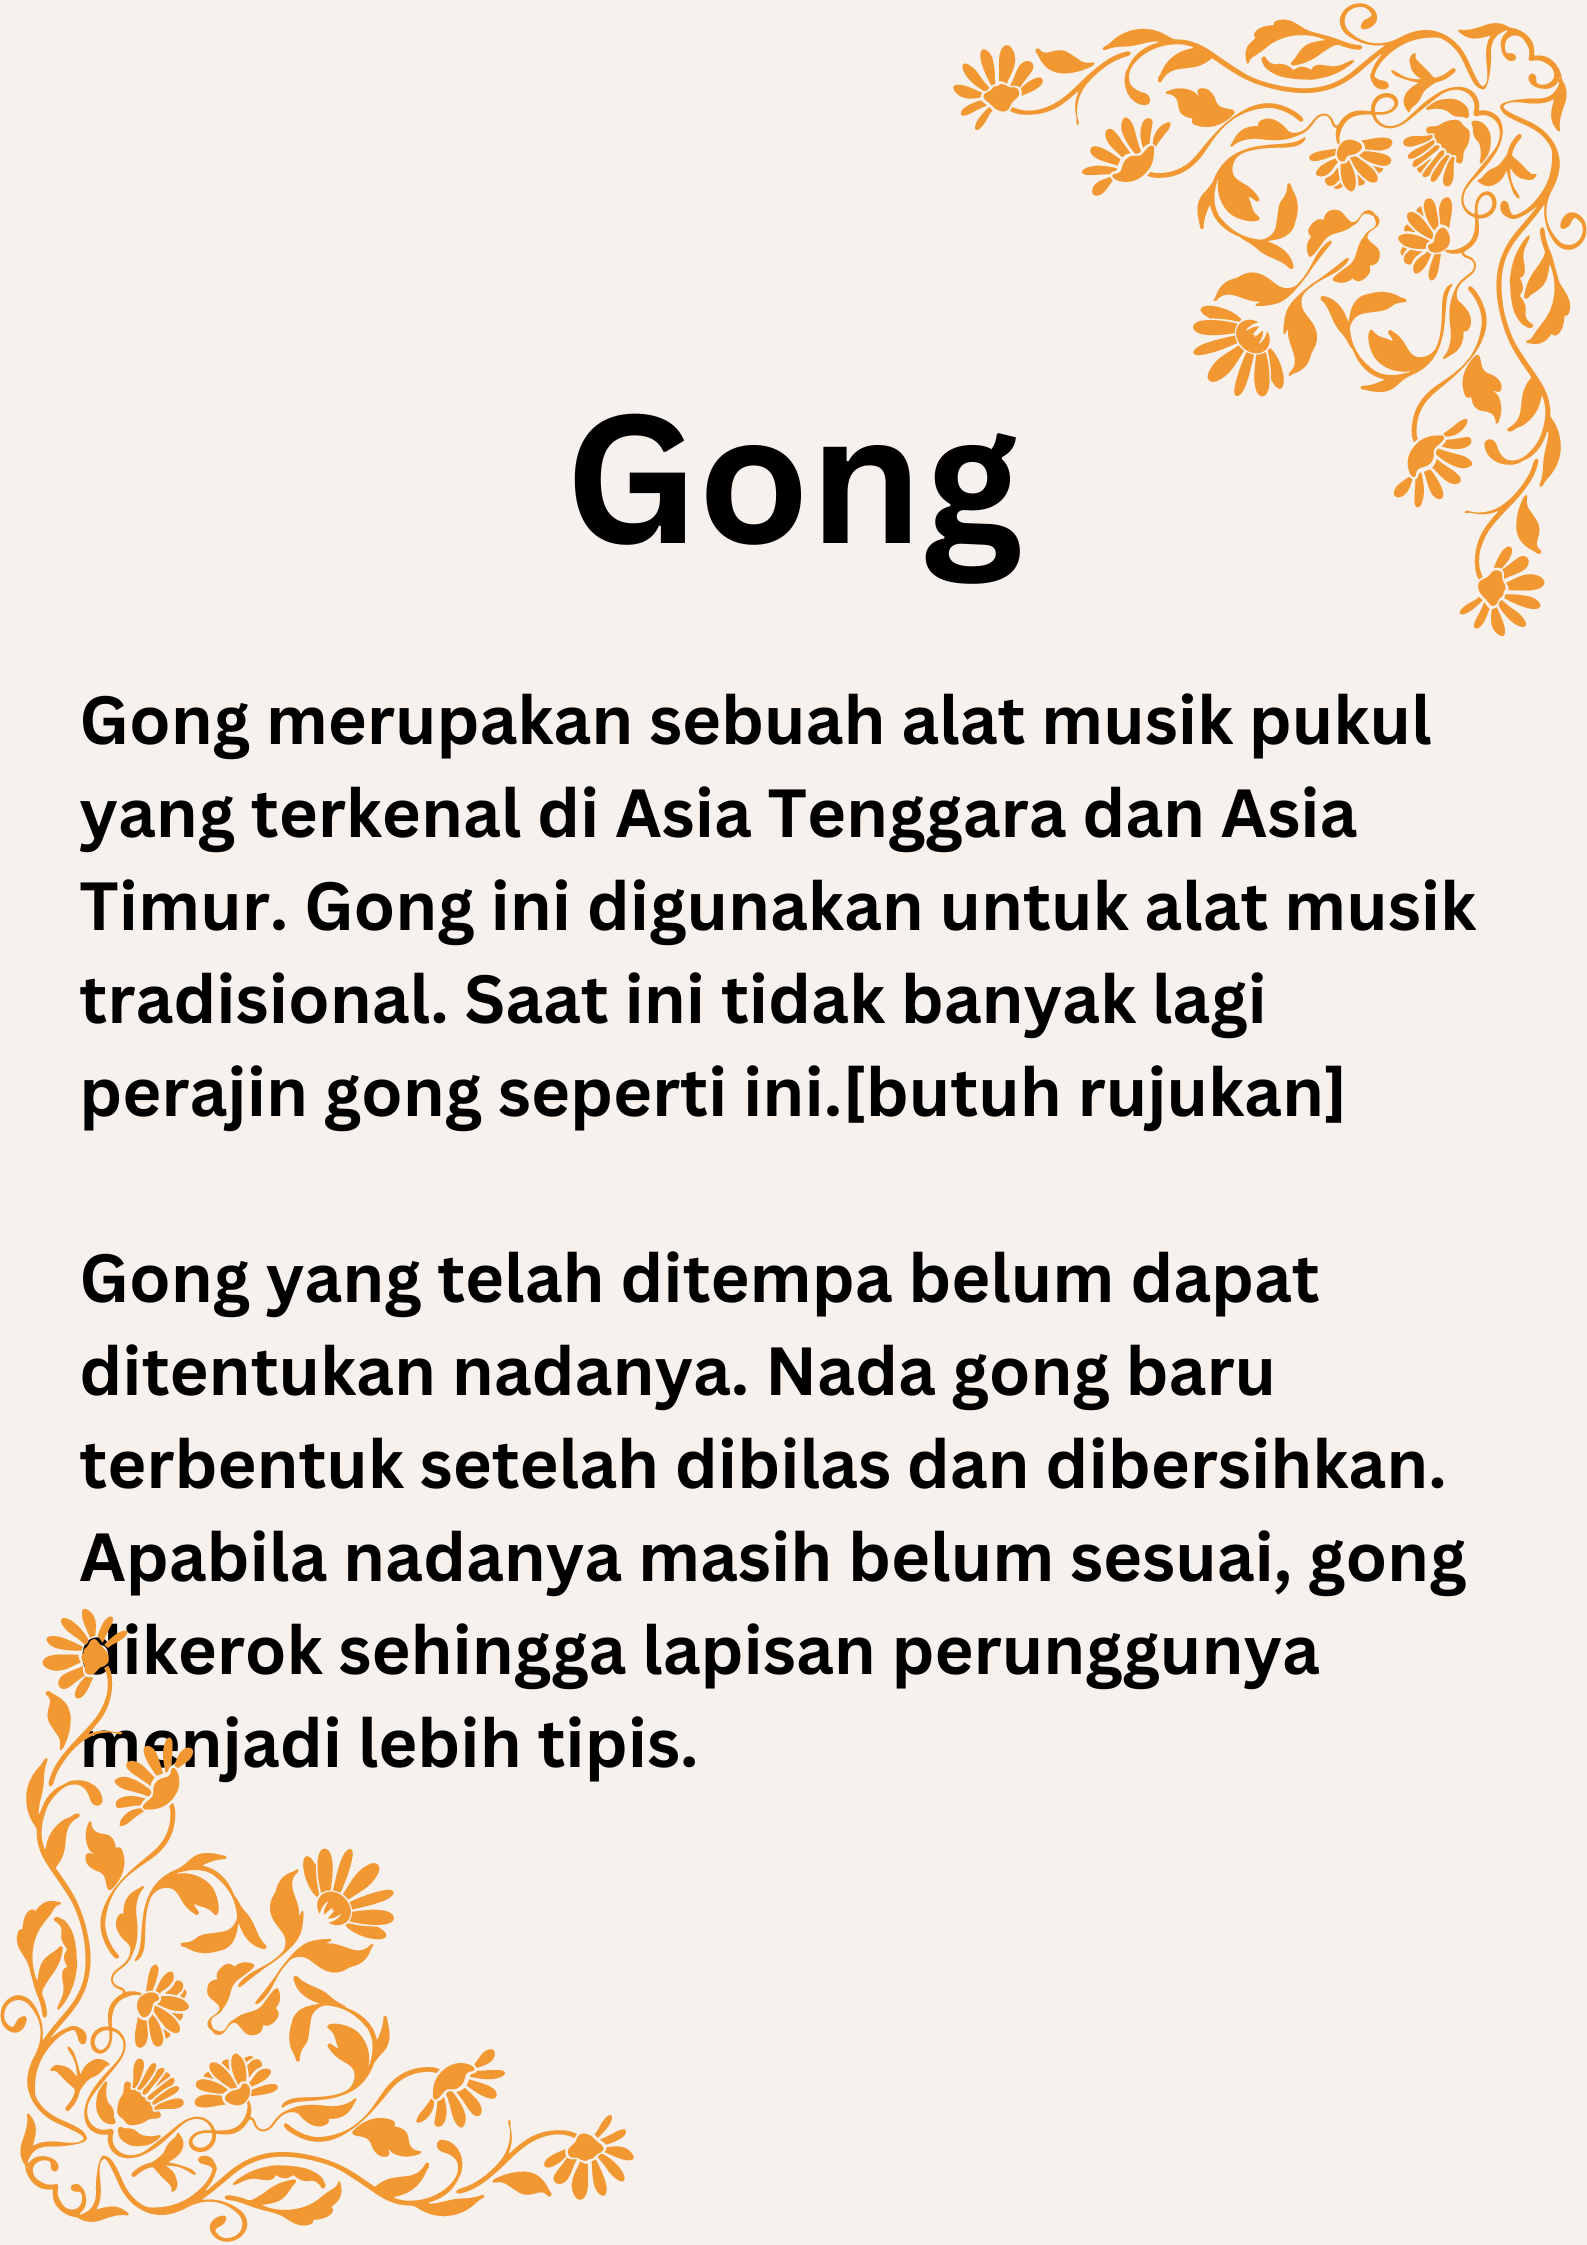 Gong
Gong merupakan sebuah alat musik pukul
yang terkenal di Asia Tenggara dan Asia
Timur. Gong ini digunakan untuk alat musik
tradisional. Saat ini tidak banyak lagi
perajin gong seperti ini.[butuh rujukan]
Gong yang telah ditempa belum dapat
ditentukan nadanya. Nada gong baru
terbentuk setelah dibilas dan dibersihkan.
Apabila nadanya masih belum sesuai, gong
dikerok sehingga lapisan perunggunya
menjadi lebih tipis.